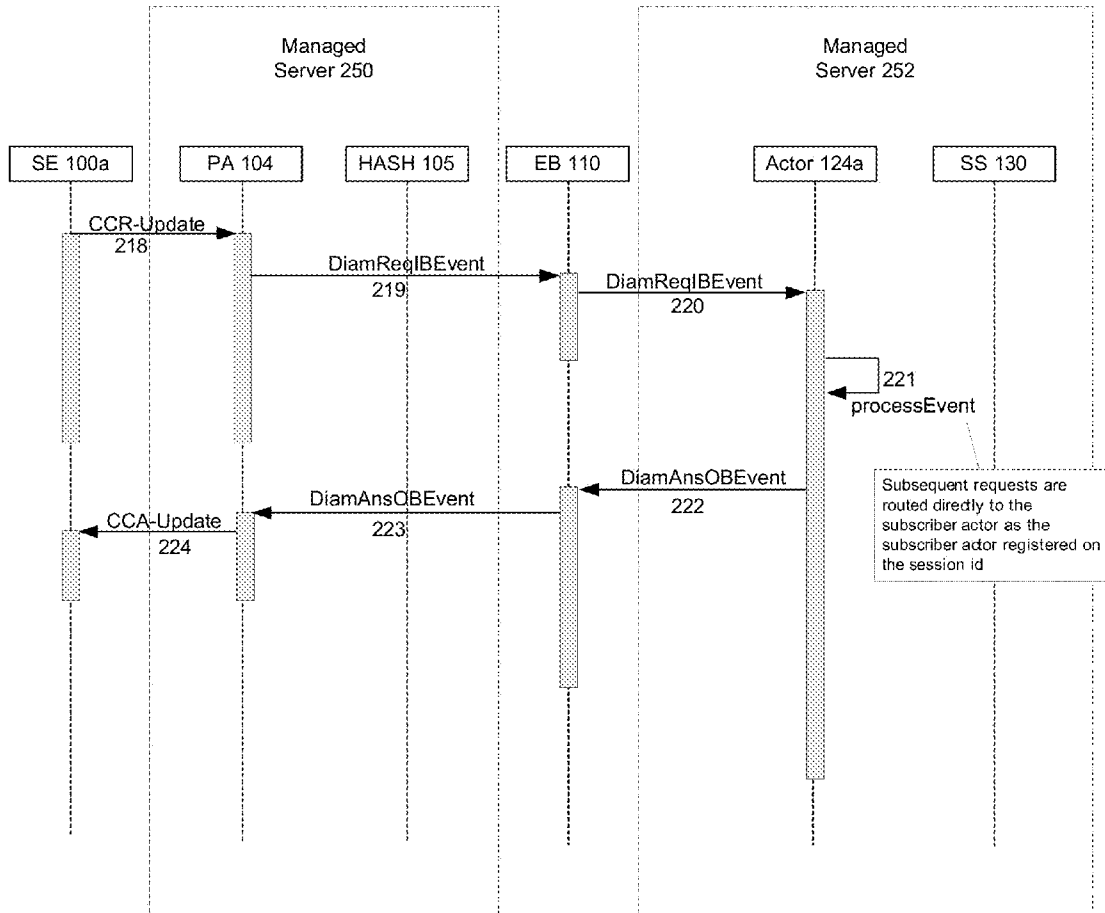 Managed
Server 250
Managed
Server 252
SE 100a
PA 104
HASH 105
EB 110
Actor 124a
SS 130
CCR-Update
218
DiamReqIBEvent
219
DiamReqIBEvent
220
221
processEvent
DiamAnsOBEvent
222
DiamAnsOBEvent
223
CCA-Update
224
Subsequent requests are
routed directly to the
subscriber actor as the
subscriber actor registered on
the session id